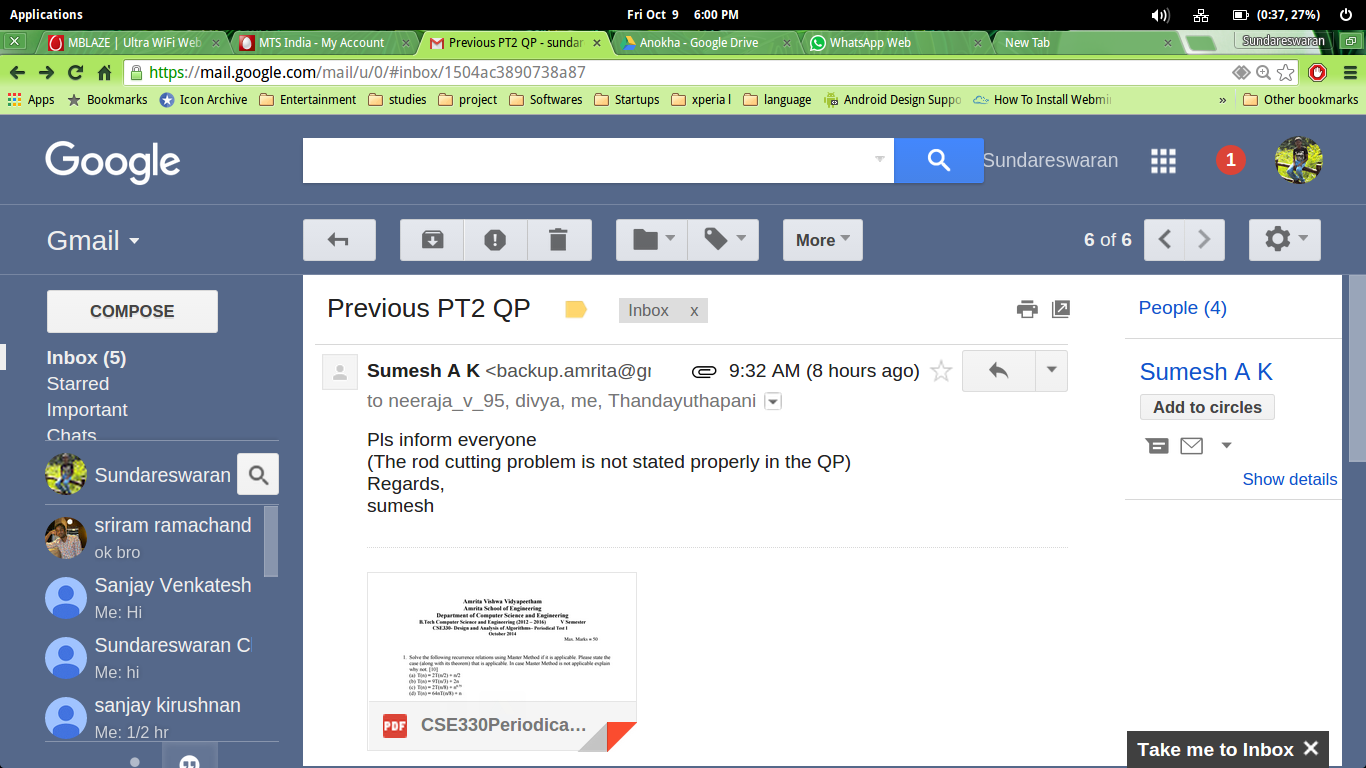 Applications
Fri Oct 9 6:00 PM
(0:37, 27%)
MBLAZE | Ultra WiFi Web
MTS India - My Account
Previous PT2 QP - sundar
Anokha - Google Drive
WhatsApp Web
New Tab
Sundareswaran
https://mail.google.com/mail/u/0/#inbox/1504ac3890738a87
Apps
Bookmarks
Icon Archive
Entertainment
studies
project
Softwares
Startups
xperia l
language
Android Design Suppo
How To Install Webmi
»
Other bookmarks
Google
Sundareswaran
1
Gmail
More
6 of 6
COMPOSE
Inbox (5)
Starred
Important
Chats
Sundareswaran
sriram ramachand
ok bro
Sanjay Venkatesh
Me: Hi
Sundareswaran C
Me: hi
sanjay kirushnan
Me: 1/2 hr
Previous PT2 QP
Inbox x
Sumesh A K <backup.amrita@gr
9:32 AM (8 hours ago)
to neeraja_v_95, divya, me, Thandayuthapani
Pls inform everyone
(The rod cutting problem is not stated properly in the QP)
Regards,
sumesh
Amrita Vishwa Vidyapeetham
Amrita School of Engineering
Department of Computer Science and Engineering
B.Tech Computer Science and Engineering (2012 – 2016) V Semester
CSE330- Design and Analysis of Algorithms– Periodical Test I
October 2014
Max. Marks = 50
1. Solve the following recurrence relations using Master Method if it is applicable. Please state the
case (along with its theorem) that is applicable. In case Master Method is not applicable explain
why not. [10]
(a) T(n) = 2T(n/2) + n/2
(b) T(n) = 9T(n/3) + 2n
(c) T(n) = 2T(n/8) +
(d) T(n) = 64nT(n/8) + n
PDF
CSE330Periodica…
People (4)
Sumesh A K
Add to circles
Show details
Take me to Inbox